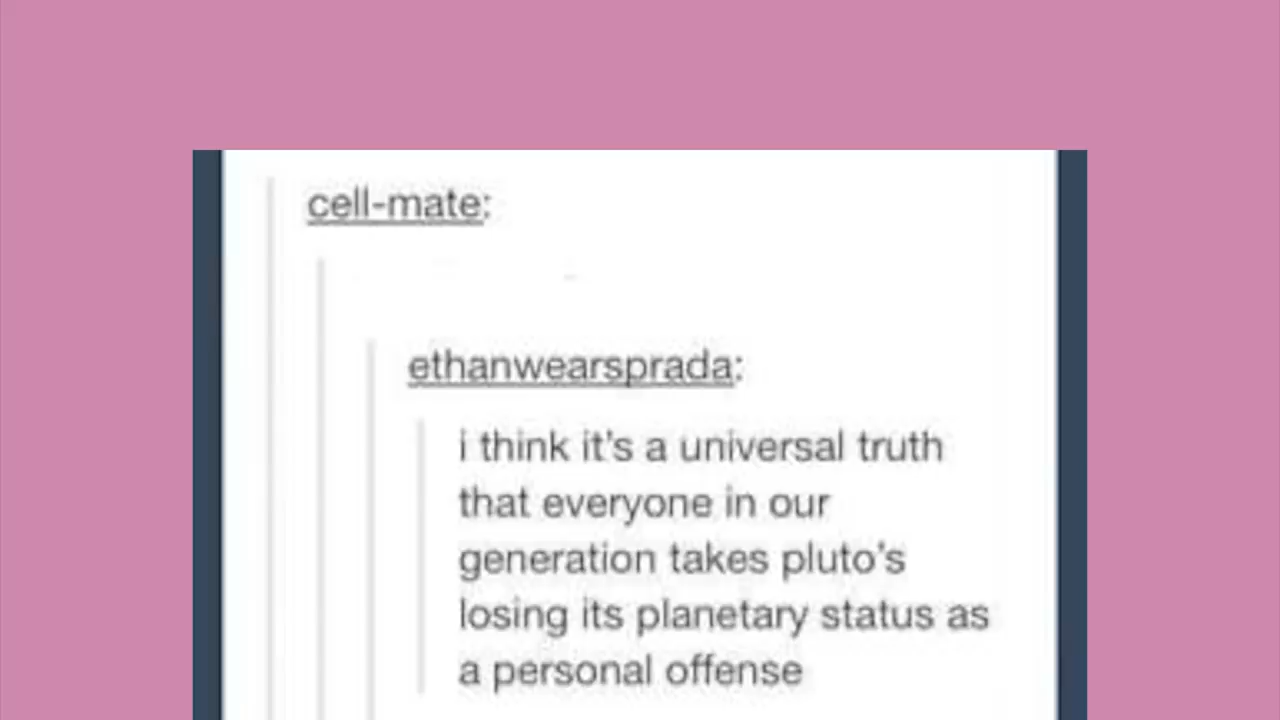 cell-mate:
ethanwearsprada:
i think it's a universal truth
that everyone in our
generation takes pluto's
losing its planetary status as
a personal offense